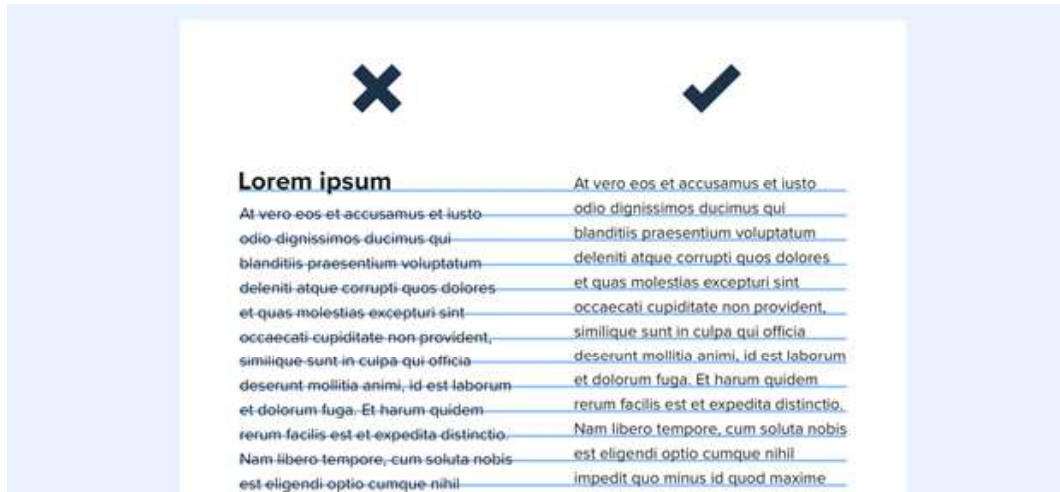 Lorem ipsum
At vero eos et accusamus et iusto
odio dignissimos ducimus qui
blanditiis praesentium voluptatum
deleniti atque corrupti quos dolores
et quas molestias excepturi sint
occaecati cupiditate non provident,
similique sunt in culpa qui officia
deserunt mollitia animi, id est laborum
et dolorum fuga. Et harum quidem
rerum facilis est et expedita distinctio.
Nam libero tempore, cum soluta nobis
est eligendi optio cumque nihil
At vero eos et accusamus et iusto
odio dignissimos ducimus qui
blanditiis praesentium voluptatum
deleniti atque corrupti quos dolores
et quas molestias excepturi sint
occaecati cupiditate non provident,
similique sunt in culpa qui officia
deserunt mollitia animi, id est laborum
et dolorum fuga. Et harum quidem
rerum facilis est et expedita distinctio.
Nam libero tempore, cum soluta nobis
est eligendi optio cumque nihil
impedit quo minus id quod maxime